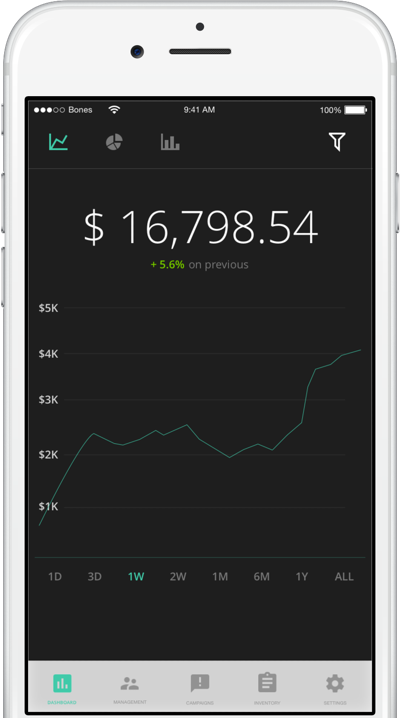 Bones 9:41 AM 100%
$ 16,798.54
+ 5.6% on previous
$5K
$4K
$3K
$2K
$1K
1D 3D 1W 2W 1M 6M 1Y ALL
DASHBOARD MANAGEMENT CAMPAIGNS INVENTORY SETTINGS